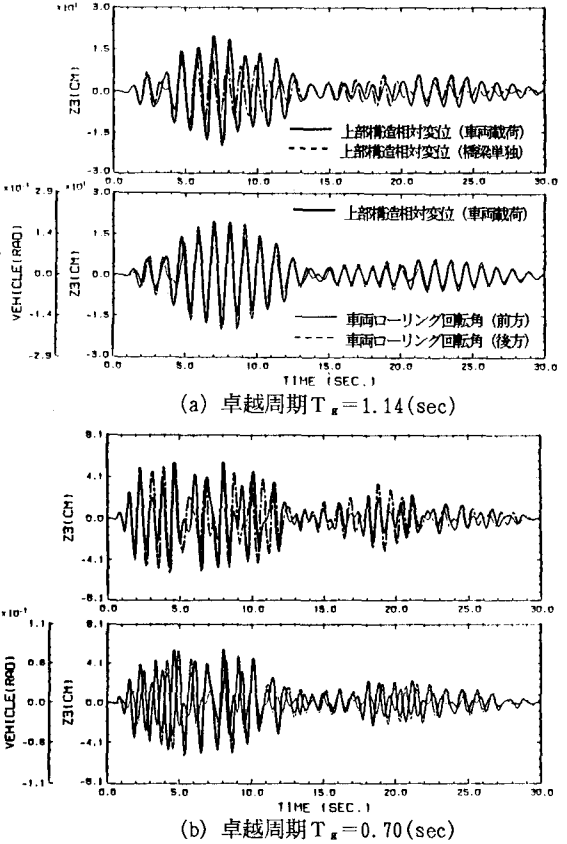 ×10¹
3.0
1.5
0.0
-1.5
-3.0
Z3(CM)
上部構造相対変位（車両載荷）
上部構造相対変位（橋梁単独）
0.0 5.0 10.0 15.0 20.0 25.0 30.0
×10⁻¹ ×10¹
2.9 3.0
1.4 1.5
0.0 0.0
-1.4 -1.5
-2.9 -3.0
VEHICLE(RAD) Z3(CM)
上部構造相対変位（車両載荷）
車両ローリング回転角（前方）
車両ローリング回転角（後方）
0.0 5.0 10.0 15.0 20.0 25.0 30.0
TIME (SEC.)
(a) 卓越周期Tg=1.14(sec)
8.1
4.1
0.0
-4.1
-8.1
Z3(CM)
0.0 5.0 10.0 15.0 20.0 25.0 30.0
×10⁻¹
1.1 8.1
0.6 4.1
0.0 0.0
-0.6 -4.1
-1.1 -8.1
VEHICLE(RAD) Z3(CM)
0.0 5.0 10.0 15.0 20.0 25.0 30.0
TIME (SEC.)
(b) 卓越周期Tg=0.70(sec)